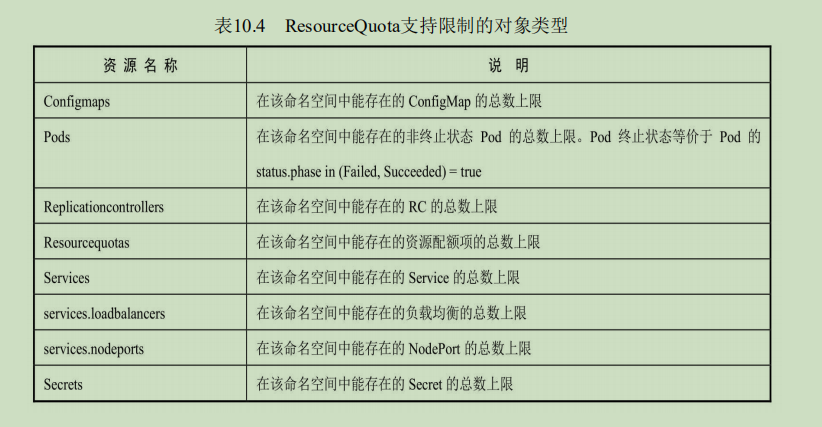 表10.4 ResourceQuota支持限制的对象类型
资源名称 说明
Configmaps 在该命名空间中能存在的 ConfigMap 的总数上限
Pods 在该命名空间中能存在的非终止状态 Pod 的总数上限。Pod 终止状态等价于 Pod 的
status.phase in (Failed, Succeeded) = true
Replicationcontrollers 在该命名空间中能存在的 RC 的总数上限
Resourcequotas 在该命名空间中能存在的资源配额项的总数上限
Services 在该命名空间中能存在的 Service 的总数上限
services.loadbalancers 在该命名空间中能存在的负载均衡的总数上限
services.nodeports 在该命名空间中能存在的 NodePort 的总数上限
Secrets 在该命名空间中能存在的 Secret 的总数上限